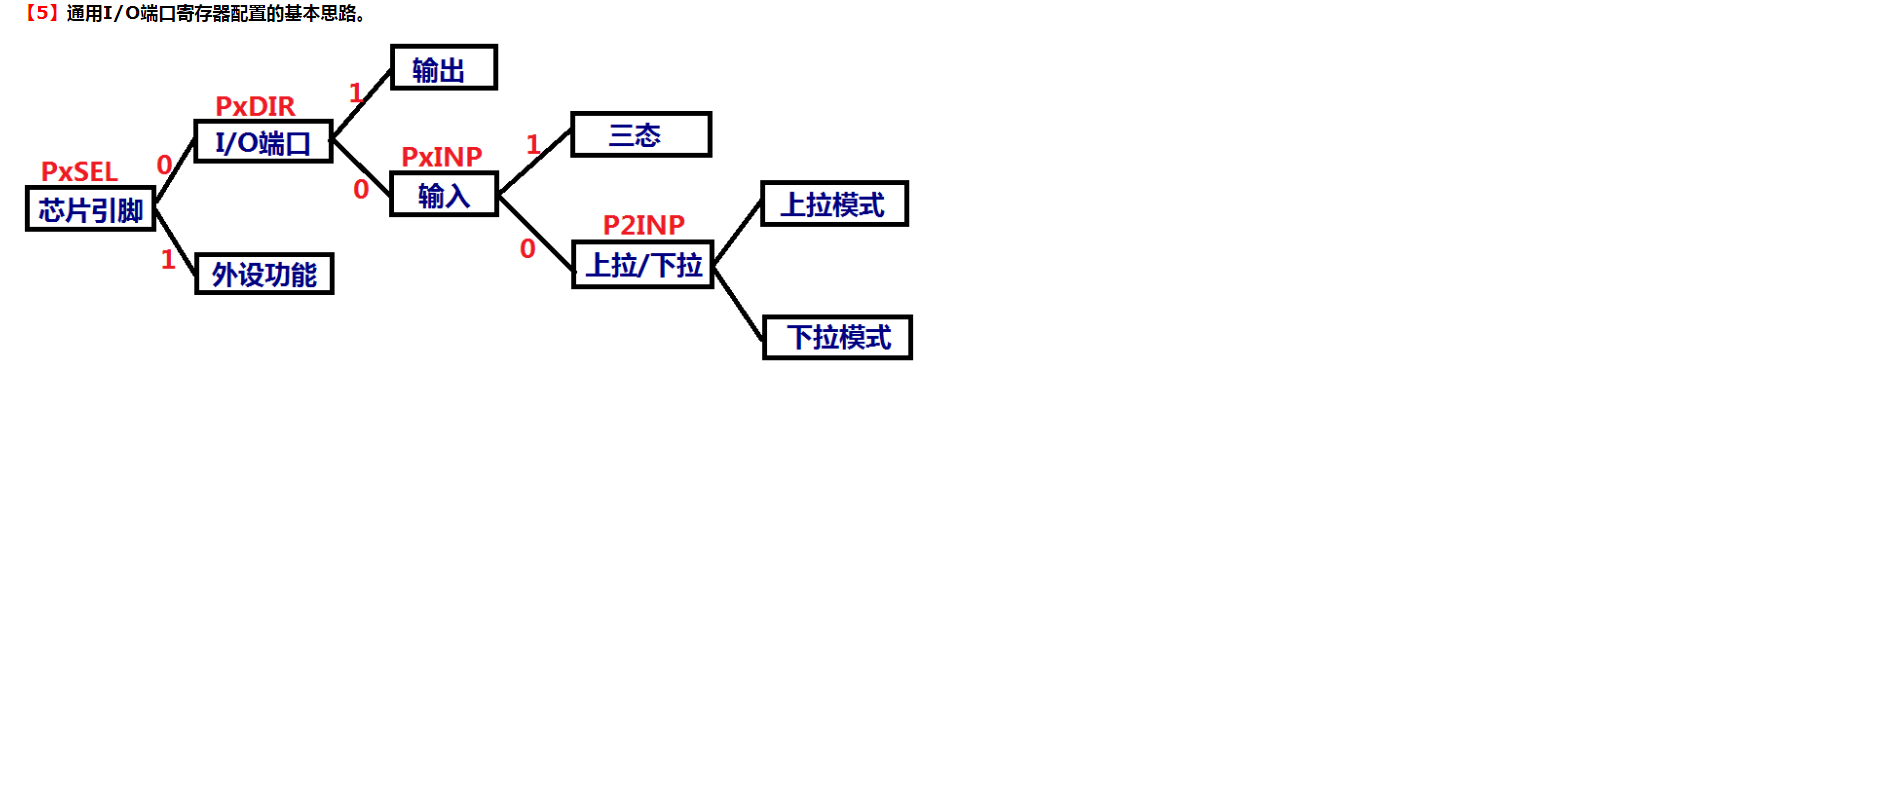 【5】通用I/O端口寄存器配置的基本思路。
输出
1
PxDIR
I/O端口
三态
1
PxINP
0
PxSEL
0
输入
上拉模式
芯片引脚
P2INP
0
1
上拉/下拉
外设功能
下拉模式